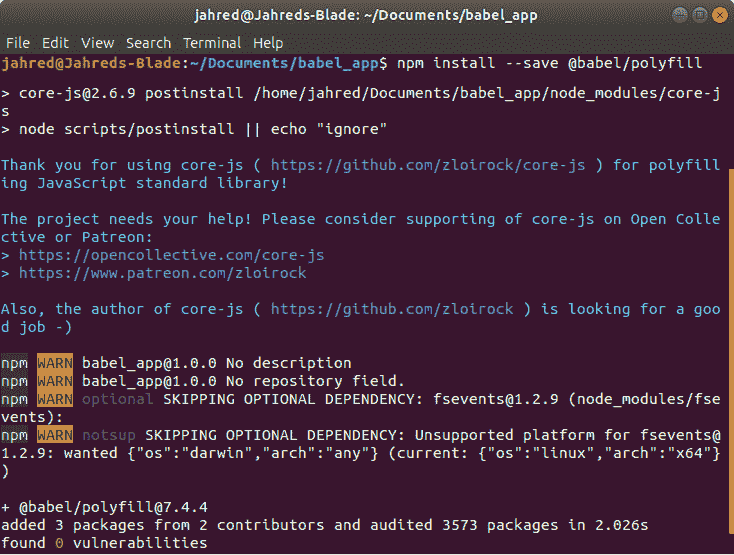 jahred@Jahreds-Blade: ~/Documents/babel_app
File Edit View Search Terminal Help
jahred@Jahreds-Blade:~/Documents/babel_app$ npm install --save @babel/polyfill
> core-js@2.6.9 postinstall /home/jahred/Documents/babel_app/node_modules/core-j
s
> node scripts/postinstall || echo "ignore"
Thank you for using core-js ( https://github.com/zloirock/core-js ) for polyfill
ing JavaScript standard library!
The project needs your help! Please consider supporting of core-js on Open Colle
ctive or Patreon:
> https://opencollective.com/core-js
> https://www.patreon.com/zloirock
Also, the author of core-js ( https://github.com/zloirock ) is looking for a goo
d job -)
npm WARN babel_app@1.0.0 No description
npm WARN babel_app@1.0.0 No repository field.
npm WARN optional SKIPPING OPTIONAL DEPENDENCY: fsevents@1.2.9 (node_modules/fse
vents):
npm WARN notsup SKIPPING OPTIONAL DEPENDENCY: Unsupported platform for fsevents@
1.2.9: wanted {"os":"darwin","arch":"any"} (current: {"os":"linux","arch":"x64"}
)
+ @babel/polyfill@7.4.4
added 3 packages from 2 contributors and audited 3573 packages in 2.026s
found 0 vulnerabilities